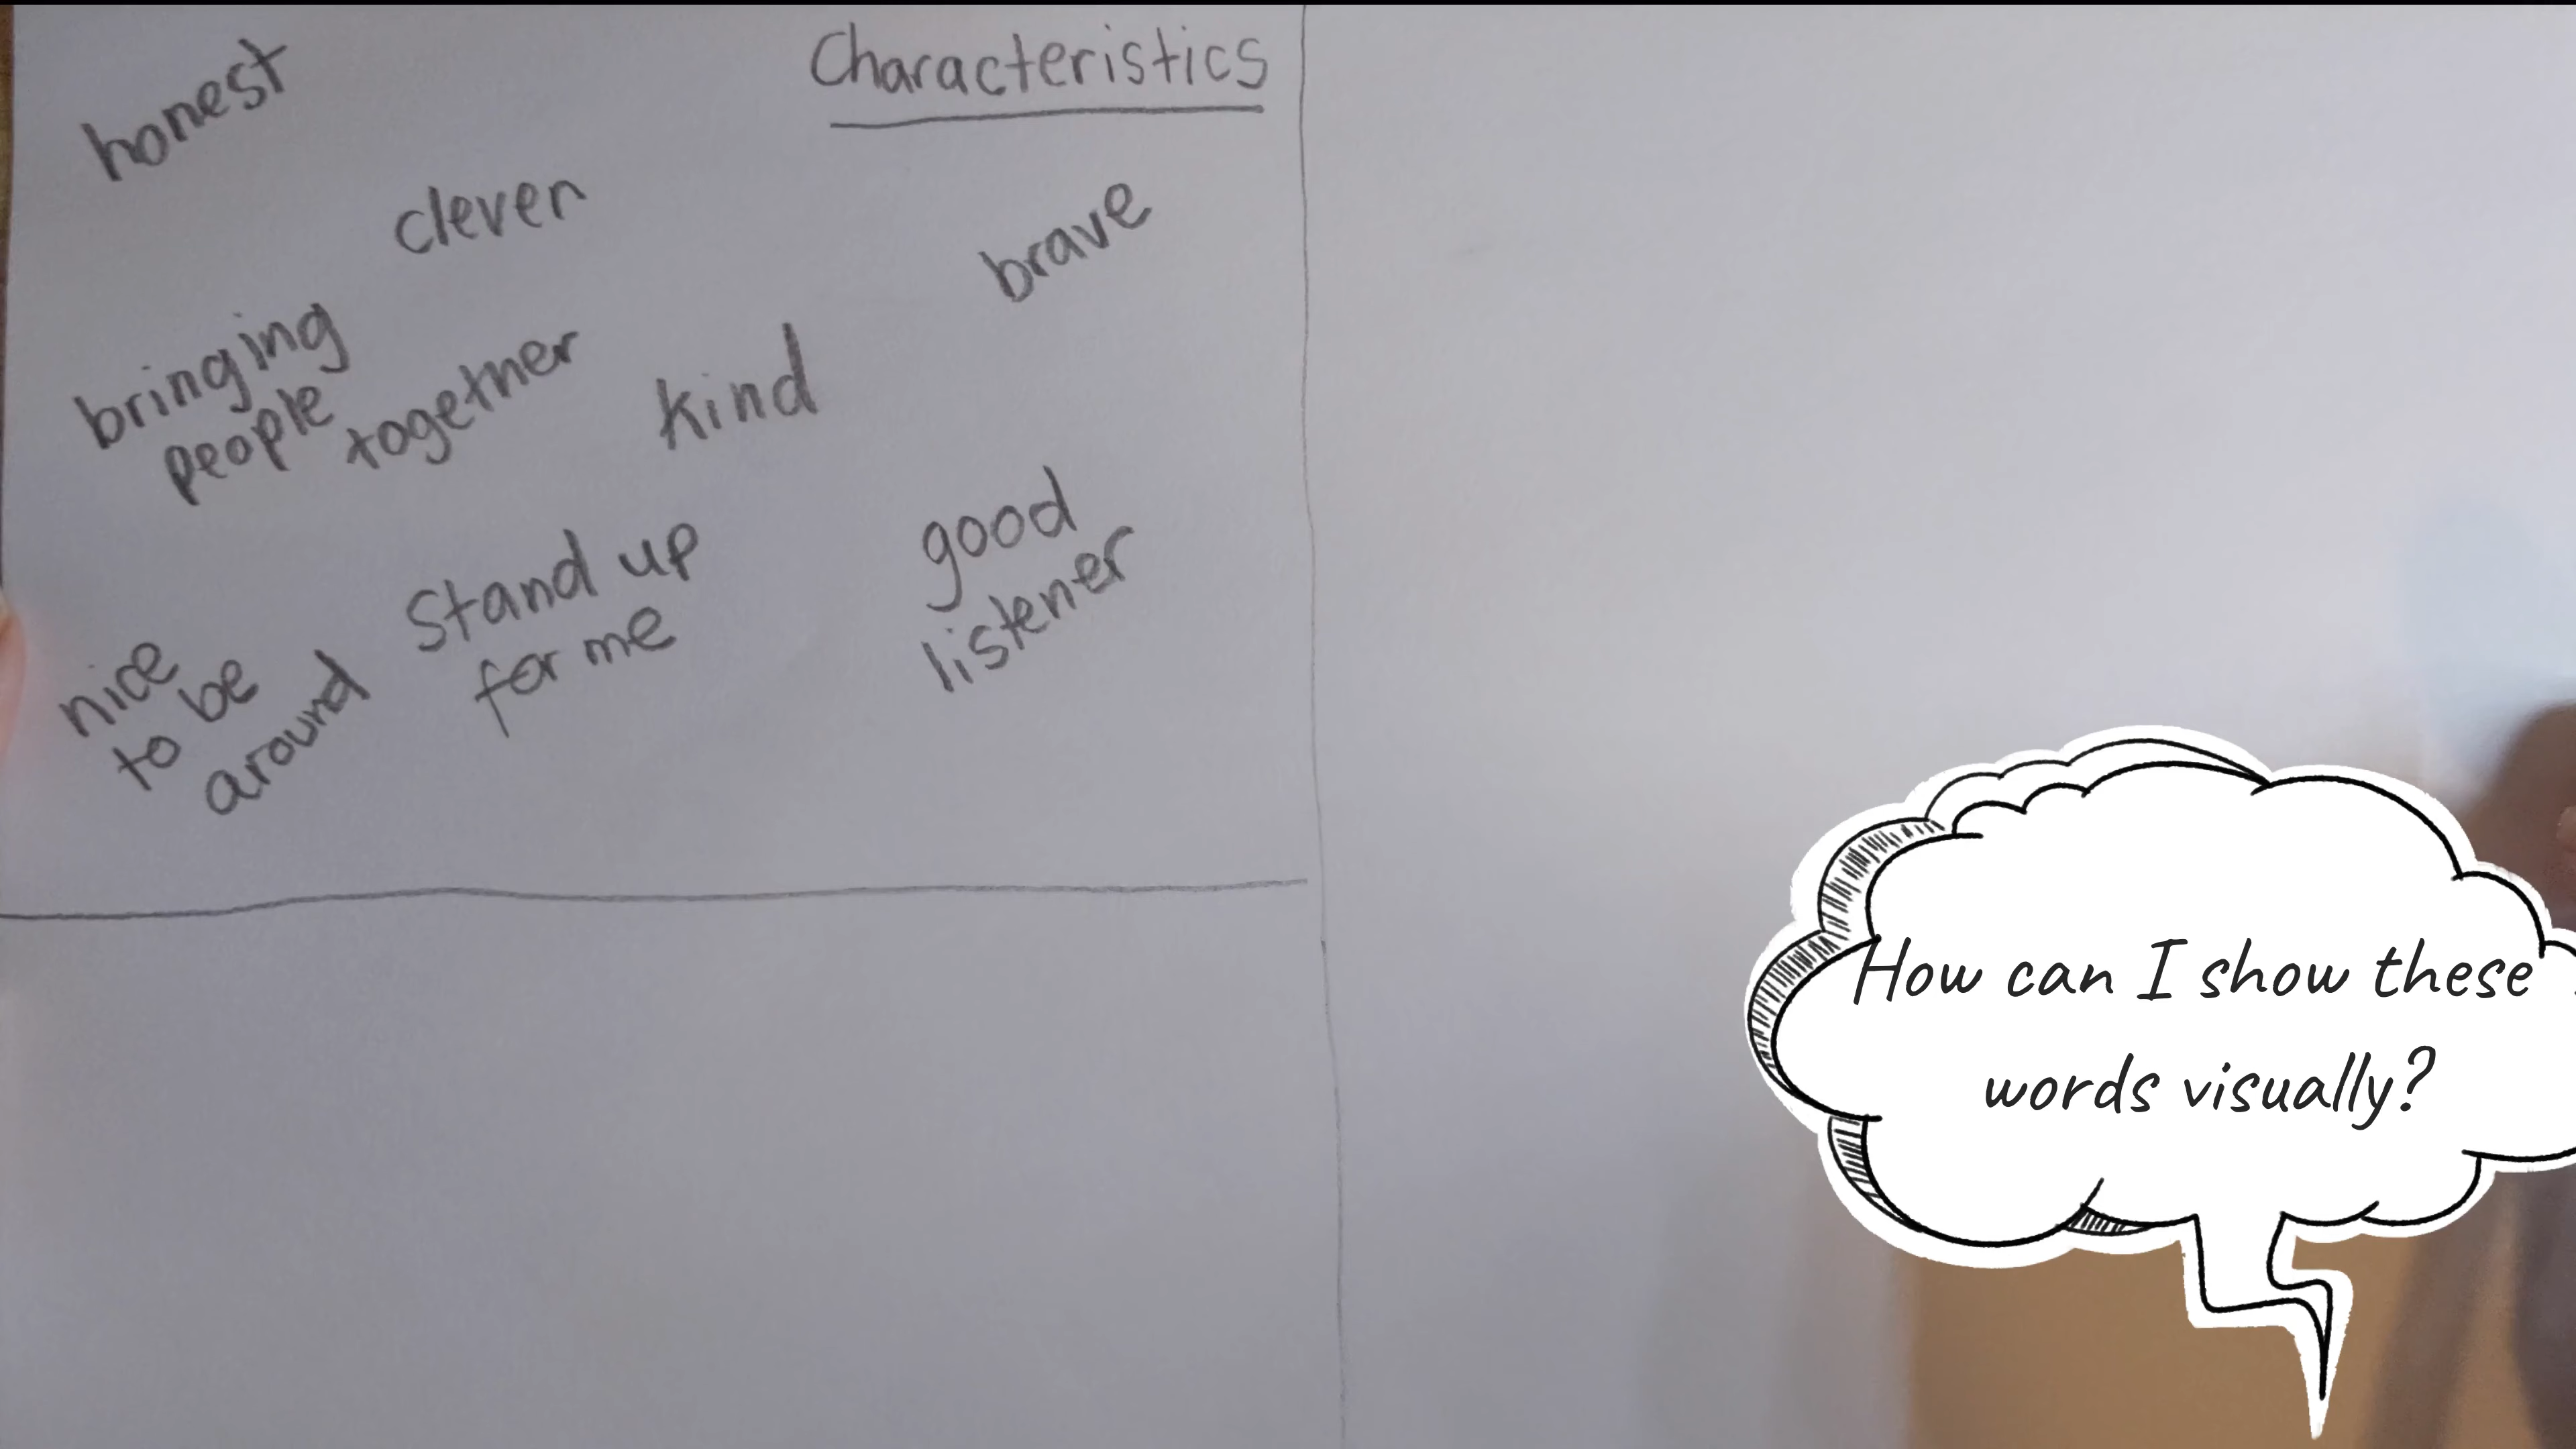 Characteristics
honest
clever
brave
bringing
people together
kind
Stand up
for me
good
listener
nice
to be
around
How can I show these
words visually?